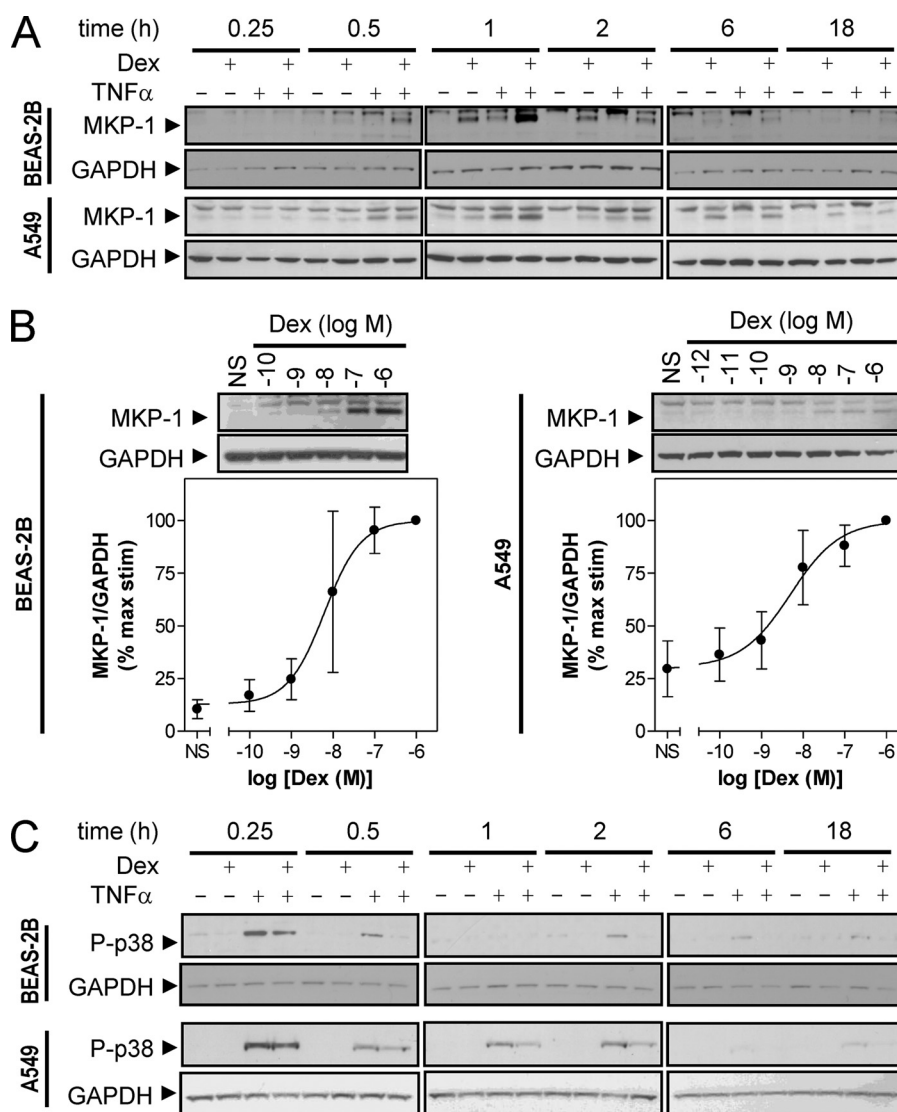 A time (h) 0.25 0.5 1 2 6 18
Dex + + + + + + + + + + + +
TNFα – – + + – – + + – – + + – – + + – – + + – – + +
BEAS-2B
MKP-1
GAPDH
A549
MKP-1
GAPDH
B
Dex (log M)
NS -10 -9 -8 -7 -6
BEAS-2B
MKP-1
GAPDH
MKP-1/GAPDH
(% max stim)
100
75
50
25
0
NS -10 -9 -8 -7 -6
log [Dex (M)]
Dex (log M)
NS -12 -11 -10 -9 -8 -7 -6
A549
MKP-1
GAPDH
MKP-1/GAPDH
(% max stim)
100
75
50
25
0
NS -10 -9 -8 -7 -6
log [Dex (M)]
C time (h) 0.25 0.5 1 2 6 18
Dex + + + + + + + + + + + +
TNFα – – + + – – + + – – + + – – + + – – + + – – + +
BEAS-2B
P-p38
GAPDH
A549
P-p38
GAPDH